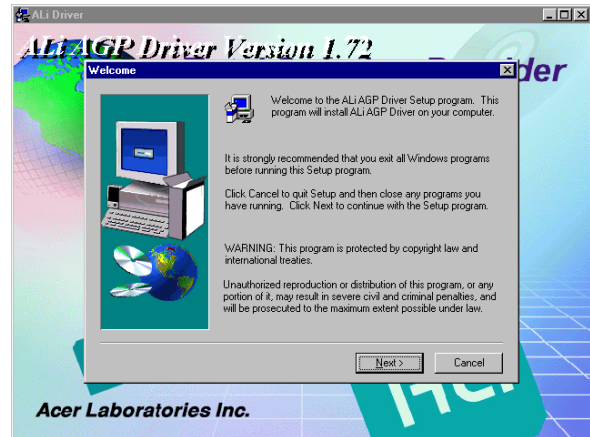 ALi Driver
ALi AGP Driver Version 1.72
Welcome
Welcome to the ALi AGP Driver Setup program. This
program will install ALi AGP Driver on your computer.
It is strongly recommended that you exit all Windows programs
before running this Setup program.
Click Cancel to quit Setup and then close any programs you
have running. Click Next to continue with the Setup program.
WARNING: This program is protected by copyright law and
international treaties.
Unauthorized reproduction or distribution of this program, or any
portion of it, may result in severe civil and criminal penalties, and
will be prosecuted to the maximum extent possible under law.
Next >
Cancel
Acer Laboratories Inc.